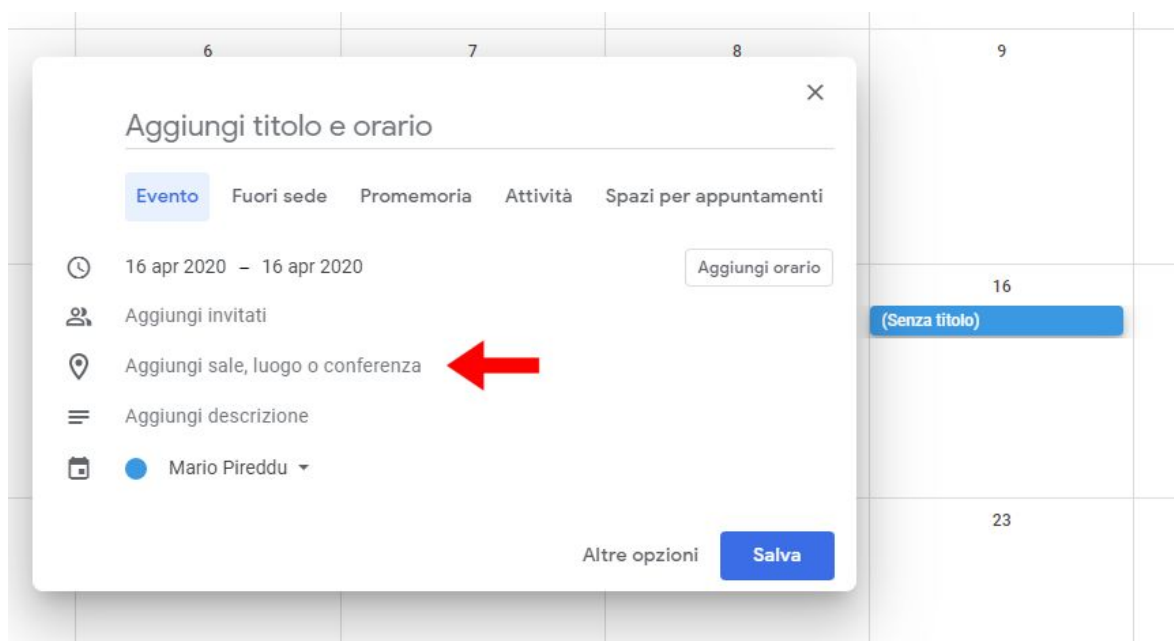 6 7 8 9
Aggiungi titolo e orario
Evento Fuori sede Promemoria Attività Spazi per appuntamenti
16 apr 2020 – 16 apr 2020 Aggiungi orario
16
Aggiungi invitati
(Senza titolo)
Aggiungi sale, luogo o conferenza
Aggiungi descrizione
Mario Pireddu
23
Altre opzioni Salva